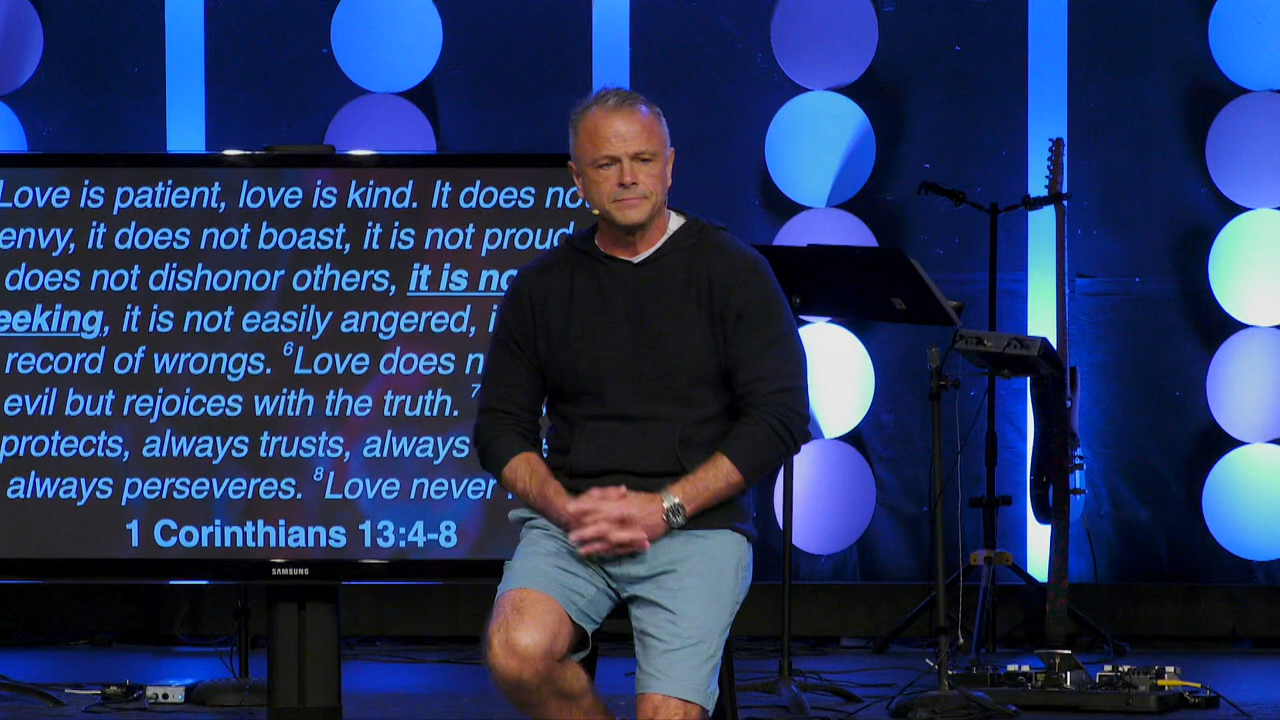 Love is patient, love is kind. It does no
envy, it does not boast, it is not proud
does not dishonor others, it is no
eeking, it is not easily angered, i
record of wrongs. ⁶Love does n
evil but rejoices with the truth. ⁷
protects, always trusts, always
always perseveres. ⁸Love never
1 Corinthians 13:4-8
SAMSUNG